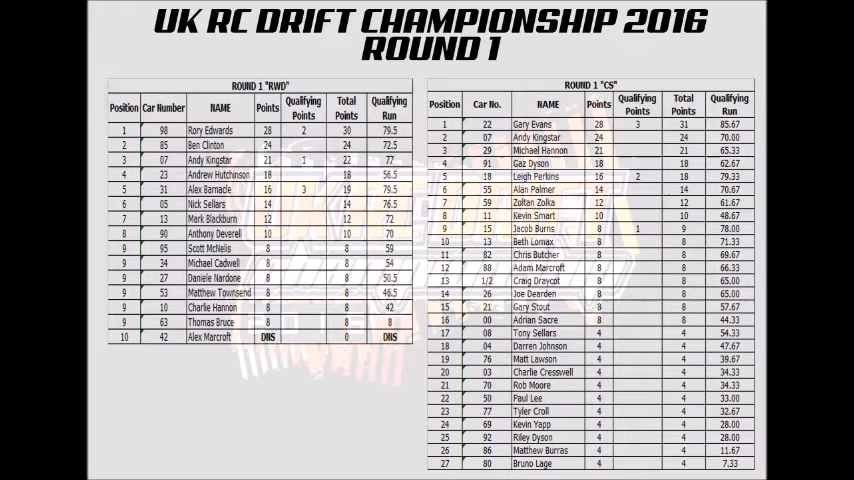 UK RC DRIFT CHAMPIONSHIP 2016
ROUND 1
ROUND 1 "RWD"
Position Car Number NAME Points Qualifying Points Total Points Qualifying Run
1 98 Rory Edwards 28 2 30 79.5
2 85 Ben Clinton 24 24 72.5
3 07 Andy Kingstar 21 1 22 77
4 23 Andrew Hutchinson 18 18 56.5
5 31 Alex Barnacle 16 3 19 79.5
6 05 Nick Sellars 14 14 76.5
7 13 Mark Blackburn 12 12 72
8 90 Anthony Deverell 10 10 70
9 95 Scott McNelis 8 8 59
9 34 Michael Cadwell 8 8 54
9 27 Daniele Nardone 8 8 50.5
9 53 Matthew Townsend 8 8 46.5
9 10 Charlie Hannon 8 8 42
9 63 Thomas Bruce 8 8 8
10 42 Alex Marcroft DNS 0 DNS
ROUND 1 "CS"
Position Car No. NAME Points Qualifying Points Total Points Qualifying Run
1 22 Gary Evans 28 3 31 85.67
2 07 Andy Kingstar 24 24 70.00
3 29 Michael Hannon 21 21 65.33
4 91 Gaz Dyson 18 18 62.67
5 18 Leigh Perkins 16 2 18 79.33
6 55 Alan Palmer 14 14 70.67
7 59 Zoltan Zolka 12 12 61.67
8 11 Kevin Smart 10 10 48.67
9 15 Jacob Burns 8 1 9 78.00
10 13 Beth Lomax 8 8 71.33
11 82 Chris Butcher 8 8 69.67
12 88 Adam Marcroft 8 8 66.33
13 1/2 Craig Draycot 8 8 65.00
14 26 Joe Dearden 8 8 65.00
15 21 Gary Stout 8 8 57.67
16 00 Adrian Sacre 8 8 44.33
17 08 Tony Sellars 4 4 54.33
18 04 Darren Johnson 4 4 47.67
19 76 Matt Lawson 4 4 39.67
20 03 Charlie Cresswell 4 4 34.33
21 70 Rob Moore 4 4 34.33
22 50 Paul Lee 4 4 33.00
23 77 Tyler Croll 4 4 32.67
24 69 Kevin Yapp 4 4 28.00
25 92 Riley Dyson 4 4 28.00
26 86 Matthew Burras 4 4 11.67
27 80 Bruno Lage 4 4 7.33